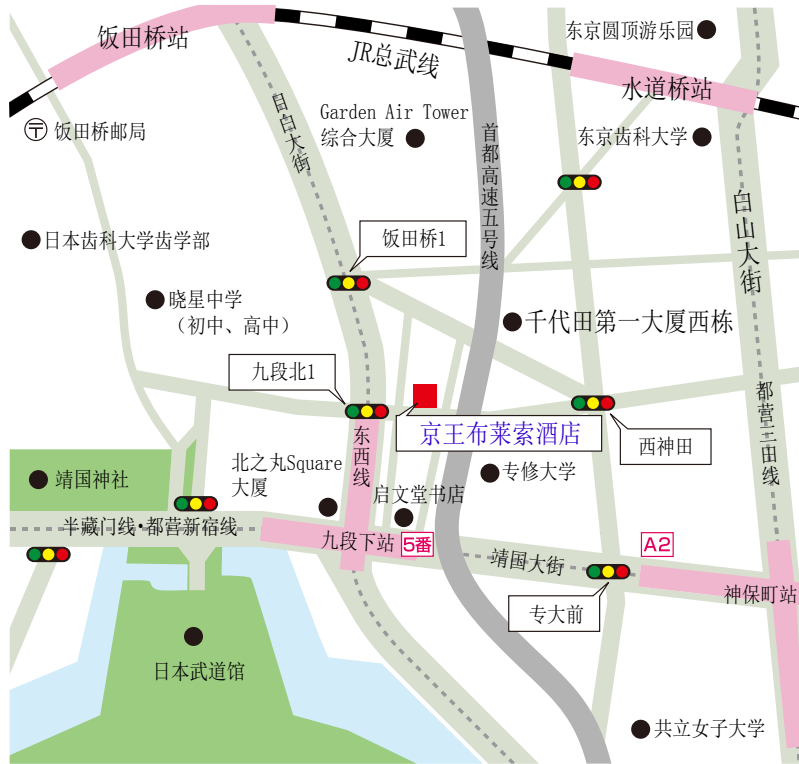 饭田桥站
JR总武线
东京圆顶游乐园
水道桥站
〒 饭田桥邮局
目白大街
Garden Air Tower
综合大厦
首都高速五号线
东京齿科大学
白山大街
日本齿科大学齿学部
饭田桥1
晓星中学
（初中、高中）
千代田第一大厦西栋
九段北1
京王布莱索酒店
西神田
都营三田线
东西线
北之丸Square
大厦
启文堂书店
专修大学
靖国神社
半藏门线·都营新宿线
九段下站
5番
靖国大街
A2
神保町站
专大前
日本武道馆
共立女子大学